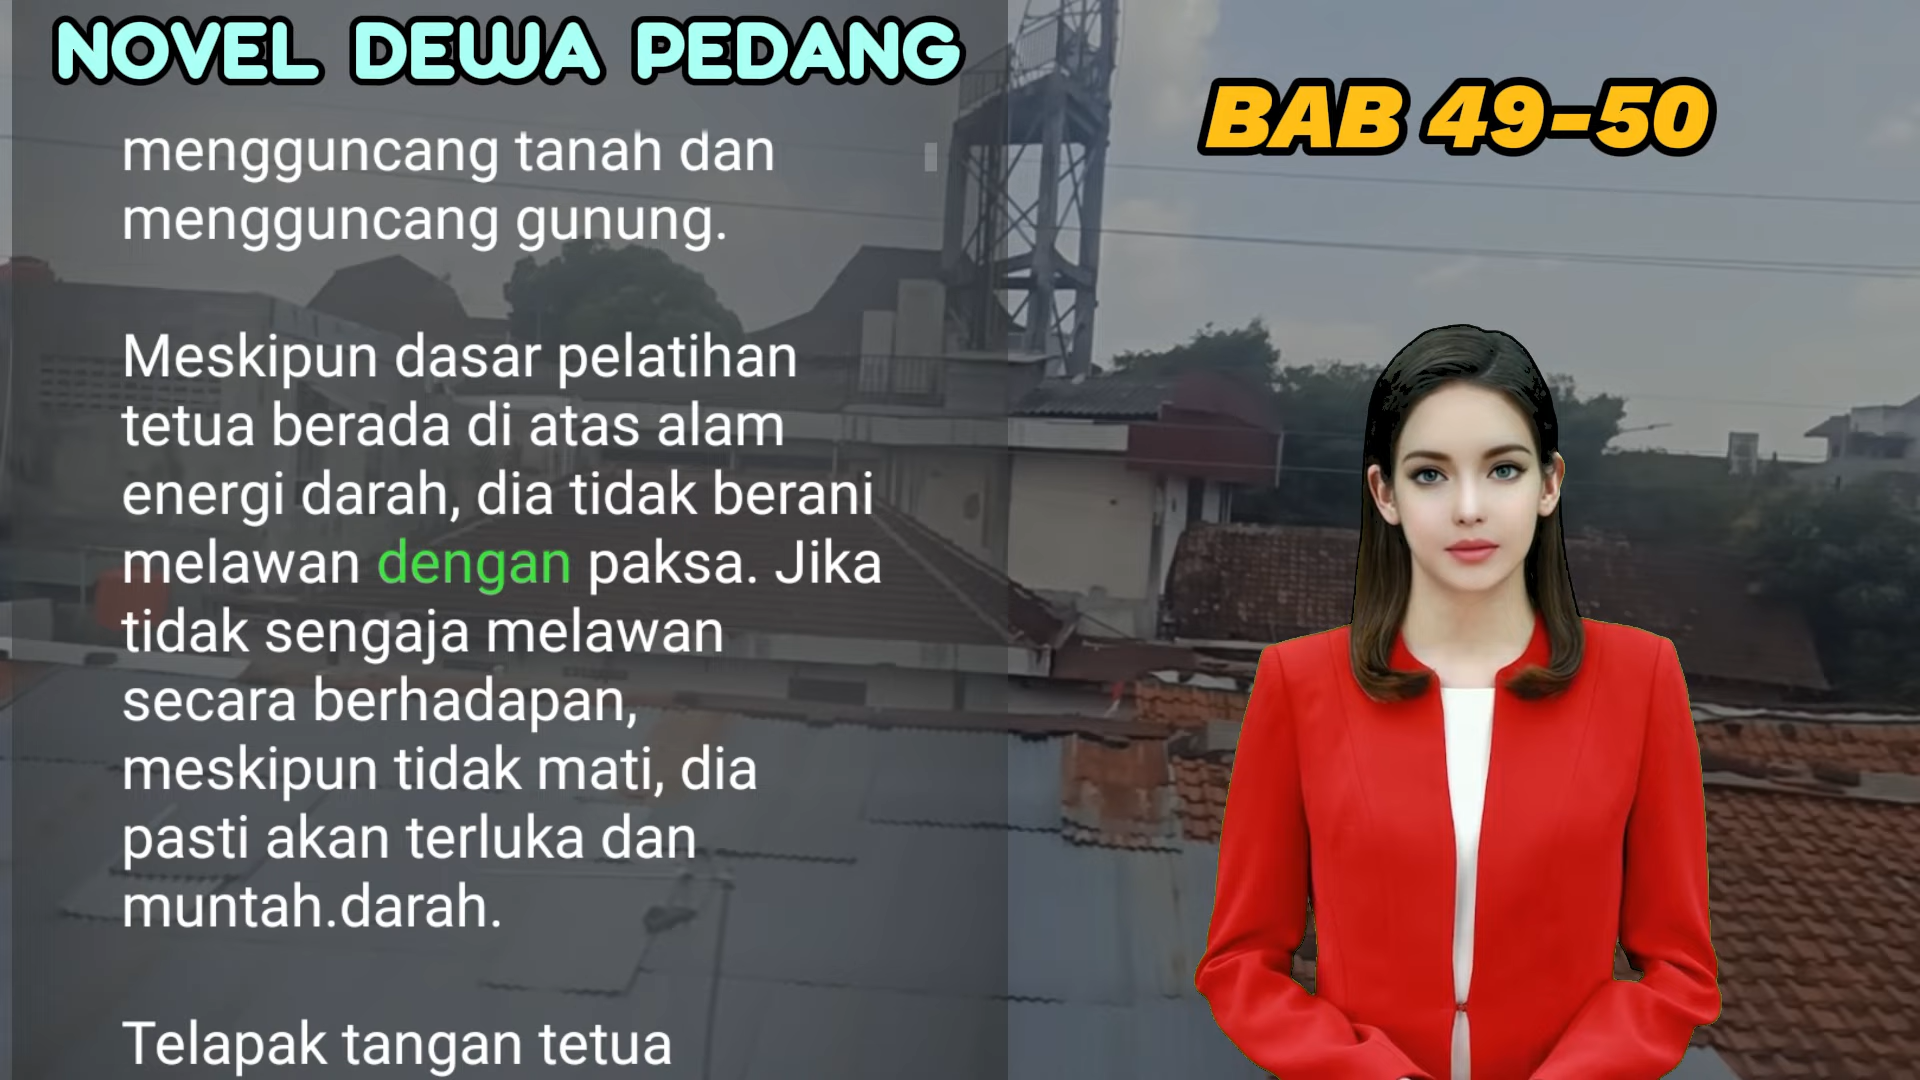 NOVEL DEWA PEDANG
BAB 49-50
mengguncang tanah dan
mengguncang gunung.
Meskipun dasar pelatihan
tetua berada di atas alam
energi darah, dia tidak berani
melawan dengan paksa. Jika
tidak sengaja melawan
secara berhadapan,
meskipun tidak mati, dia
pasti akan terluka dan
muntah.darah.
Telapak tangan tetua